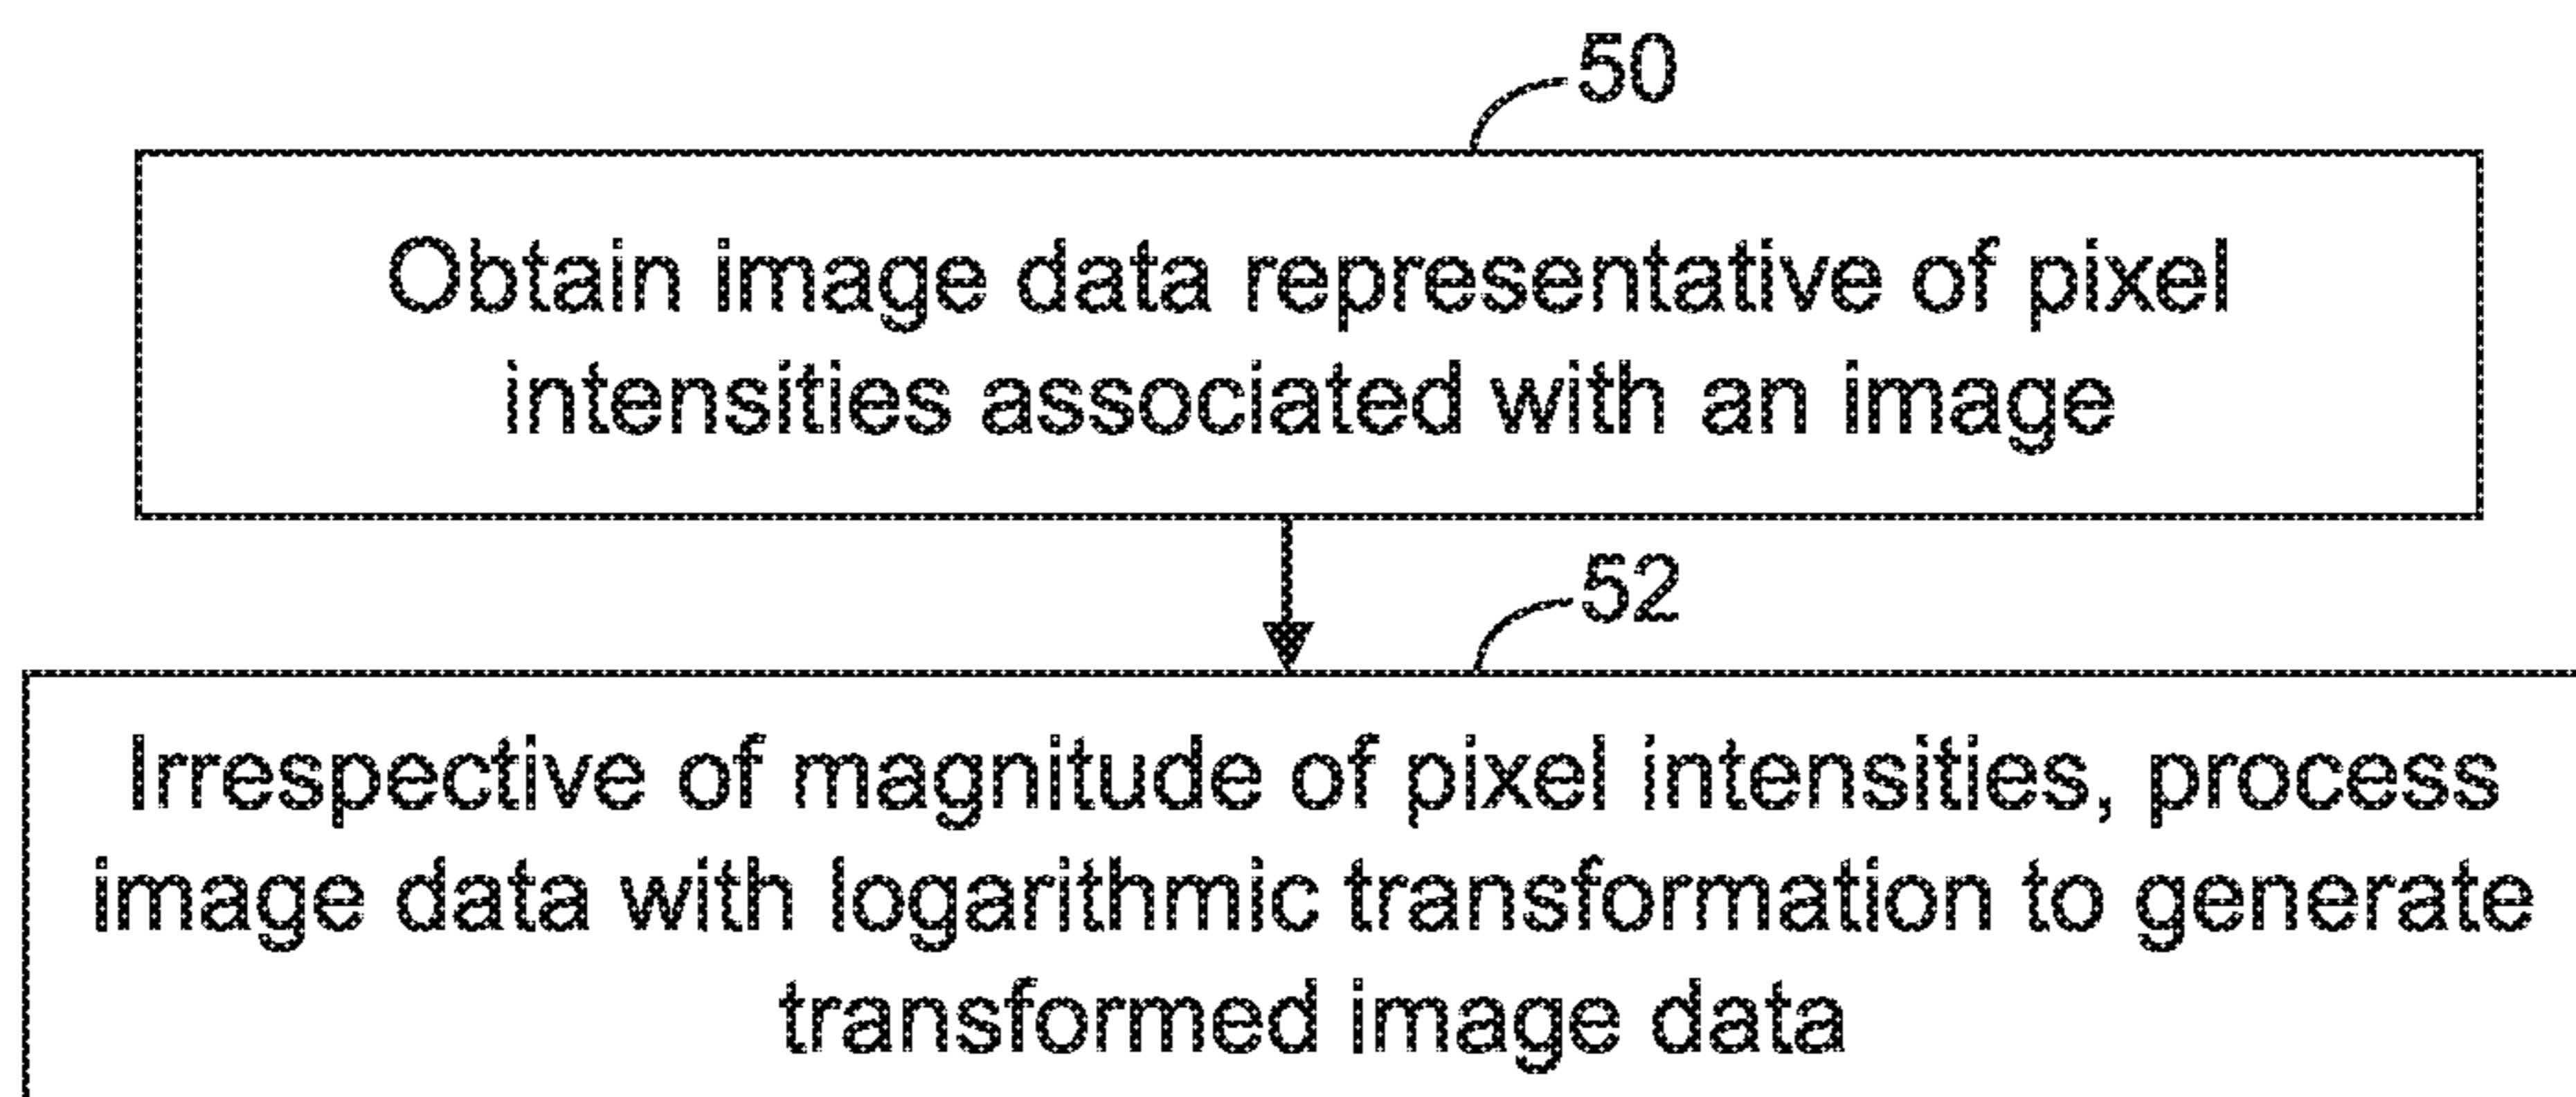 50
Obtain image data representative of pixel
intensities associated with an image
52
Irrespective of magnitude of pixel intensities, process
image data with logarithmic transformation to generate
transformed image data